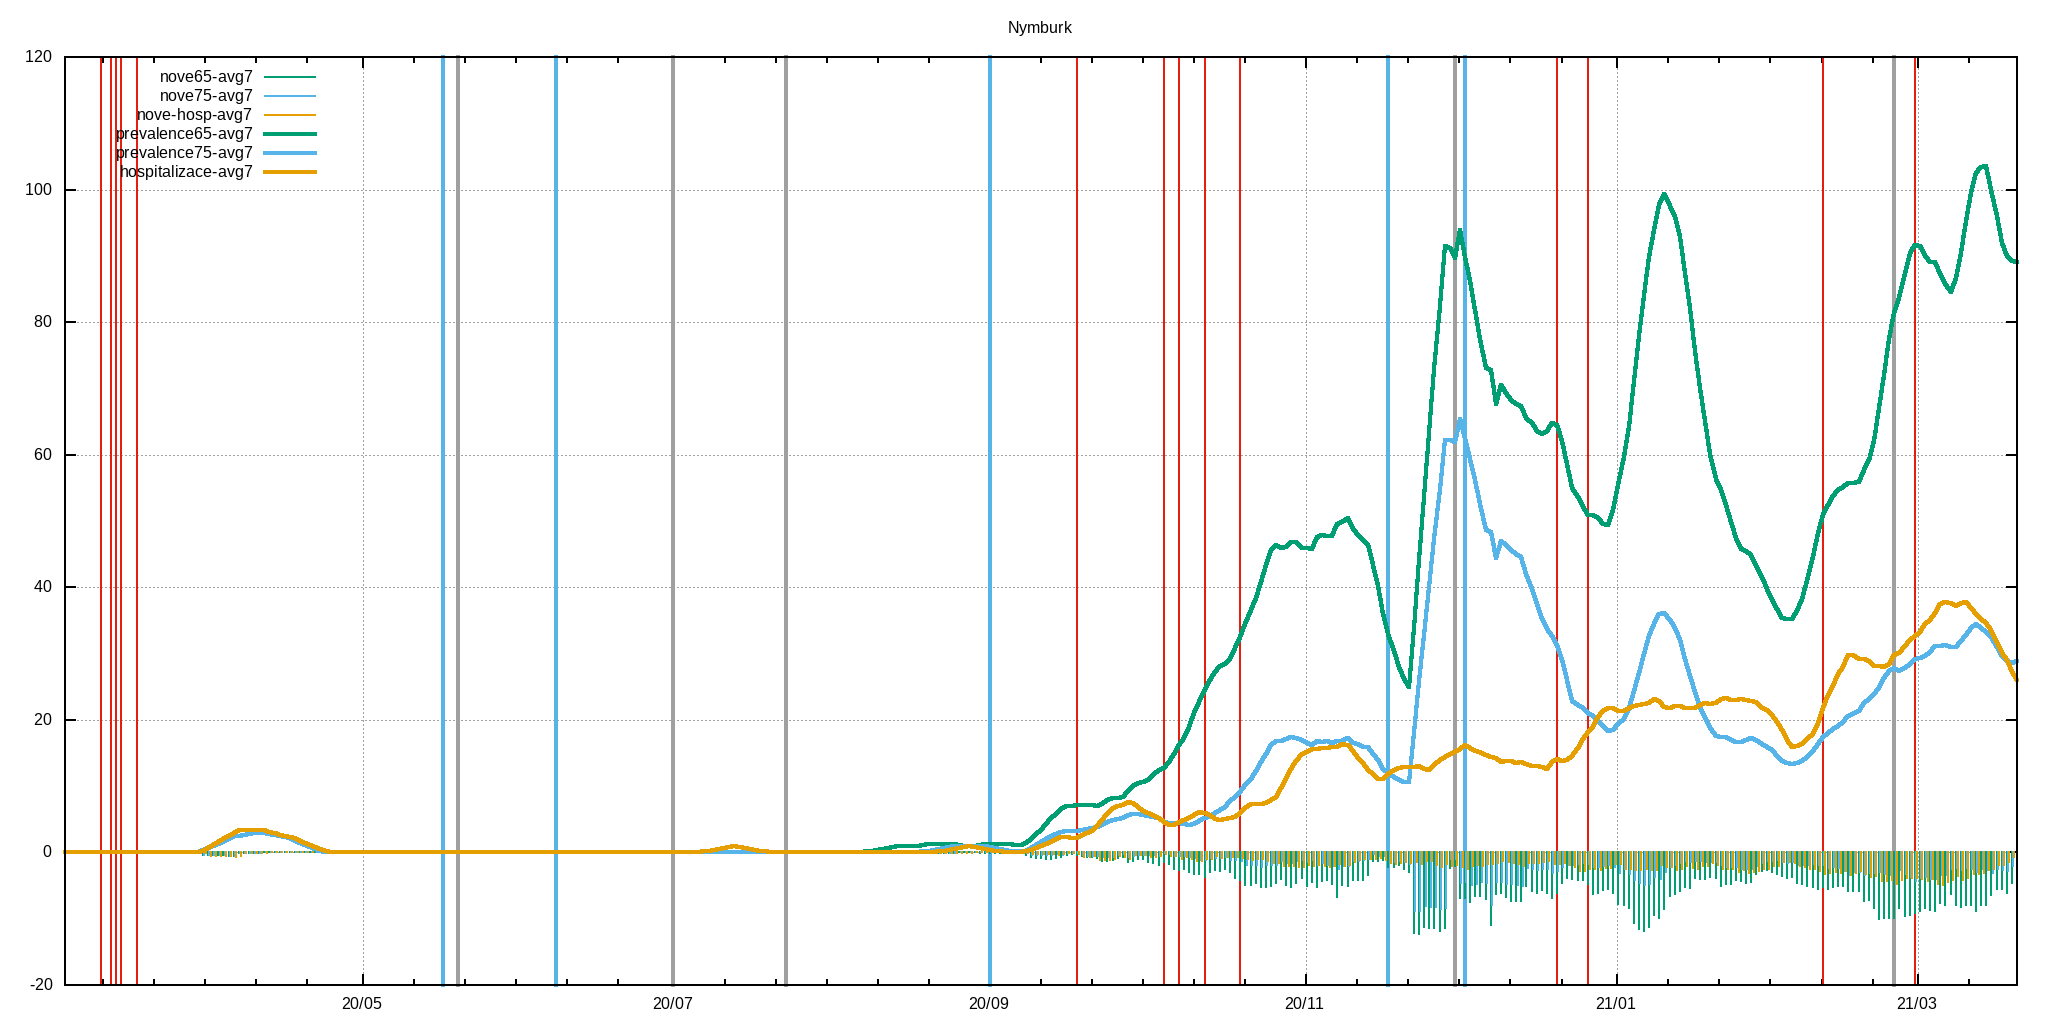 Nymburk
120
100
80
60
40
20
0
-20
nove65-avg7
nove75-avg7
nove-hosp-avg7
prevalence65-avg7
prevalence75-avg7
hospitalizace-avg7
20/05
20/07
20/09
20/11
21/01
21/03